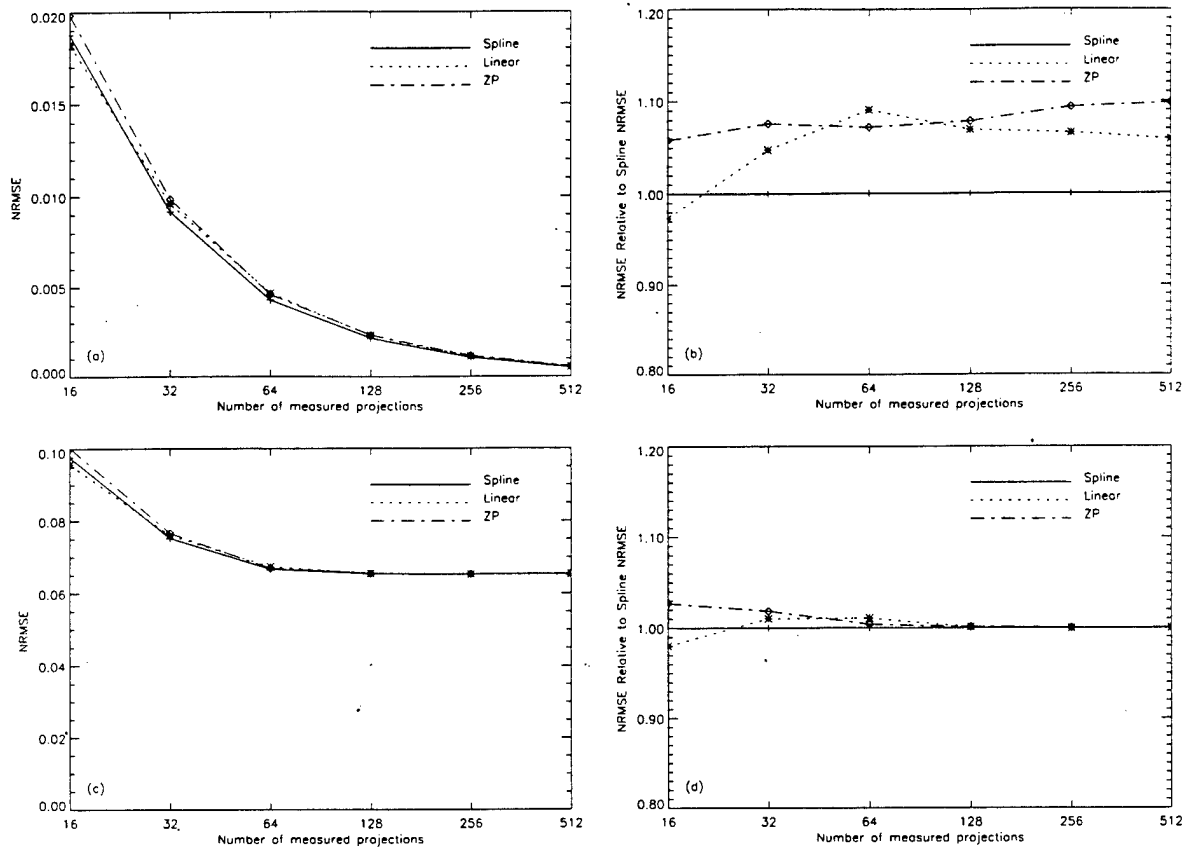 0.020
0.015
0.010
0.005
0.000
NRMSE
Spline
Linear
ZP
(a)
16 32 64 128 256 512
Number of measured projections
1.20
1.10
1.00
0.90
0.80
NRMSE Relative to Spline NRMSE
Spline
Linear
ZP
(b)
16 32 64 128 256 512
Number of measured projections
0.10
0.08
0.06
0.04
0.02
0.00
NRMSE
Spline
Linear
ZP
(c)
16 32 64 128 256 512
Number of measured projections
1.20
1.10
1.00
0.90
0.80
NRMSE Relative to Spline NRMSE
Spline
Linear
ZP
(d)
16 32 64 128 256 512
Number of measured projections